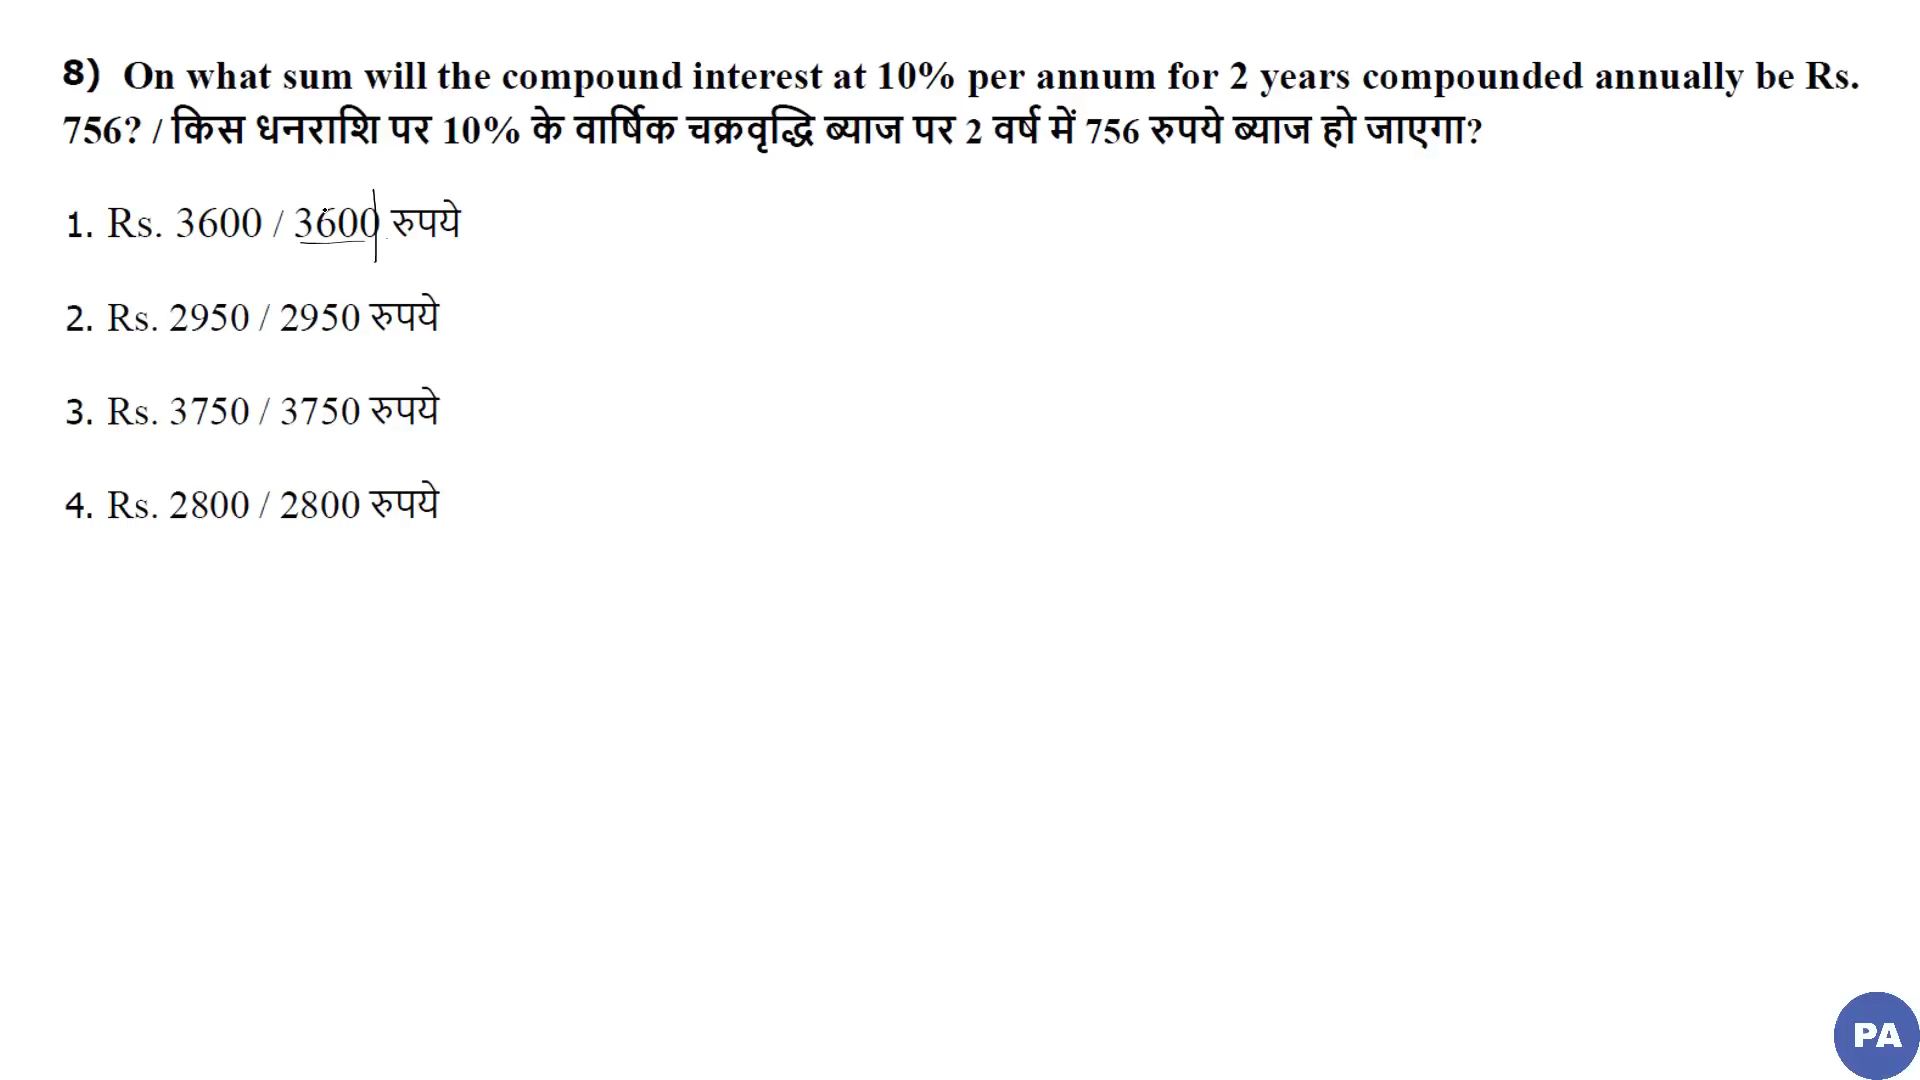 8) On what sum will the compound interest at 10% per annum for 2 years compounded annually be Rs.
756? / किस धनराशि पर 10% के वार्षिक चक्रवृद्धि ब्याज पर 2 वर्ष में 756 रुपये ब्याज हो जाएगा?
1. Rs. 3600 / 3600 रुपये
2. Rs. 2950 / 2950 रुपये
3. Rs. 3750 / 3750 रुपये
4. Rs. 2800 / 2800 रुपये
PA